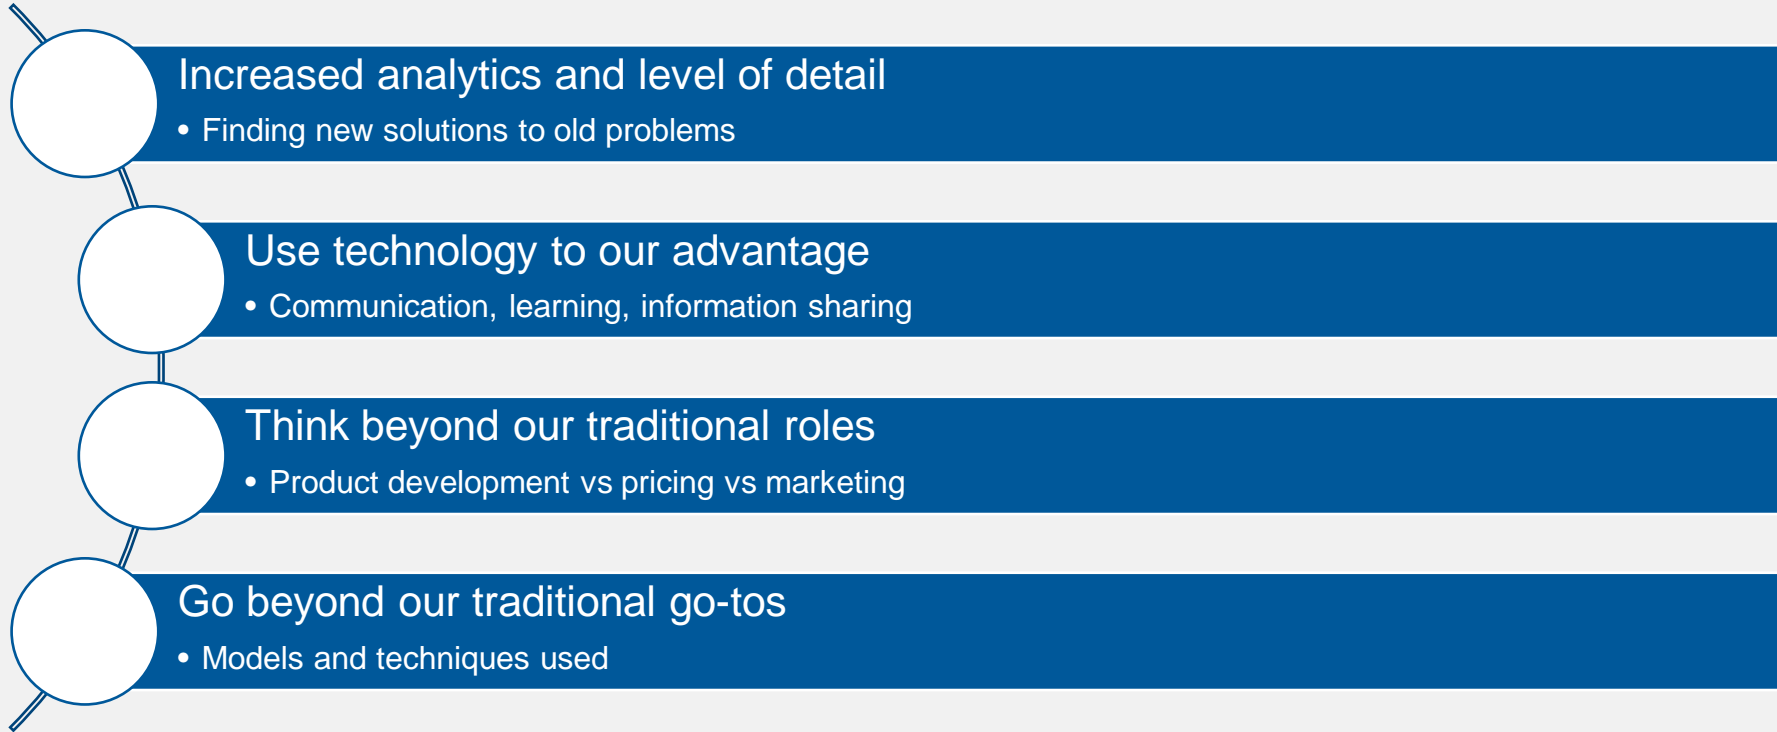 Increased analytics and level of detail
• Finding new solutions to old problems
Use technology to our advantage
• Communication, learning, information sharing
Think beyond our traditional roles
• Product development vs pricing vs marketing
Go beyond our traditional go-tos
• Models and techniques used